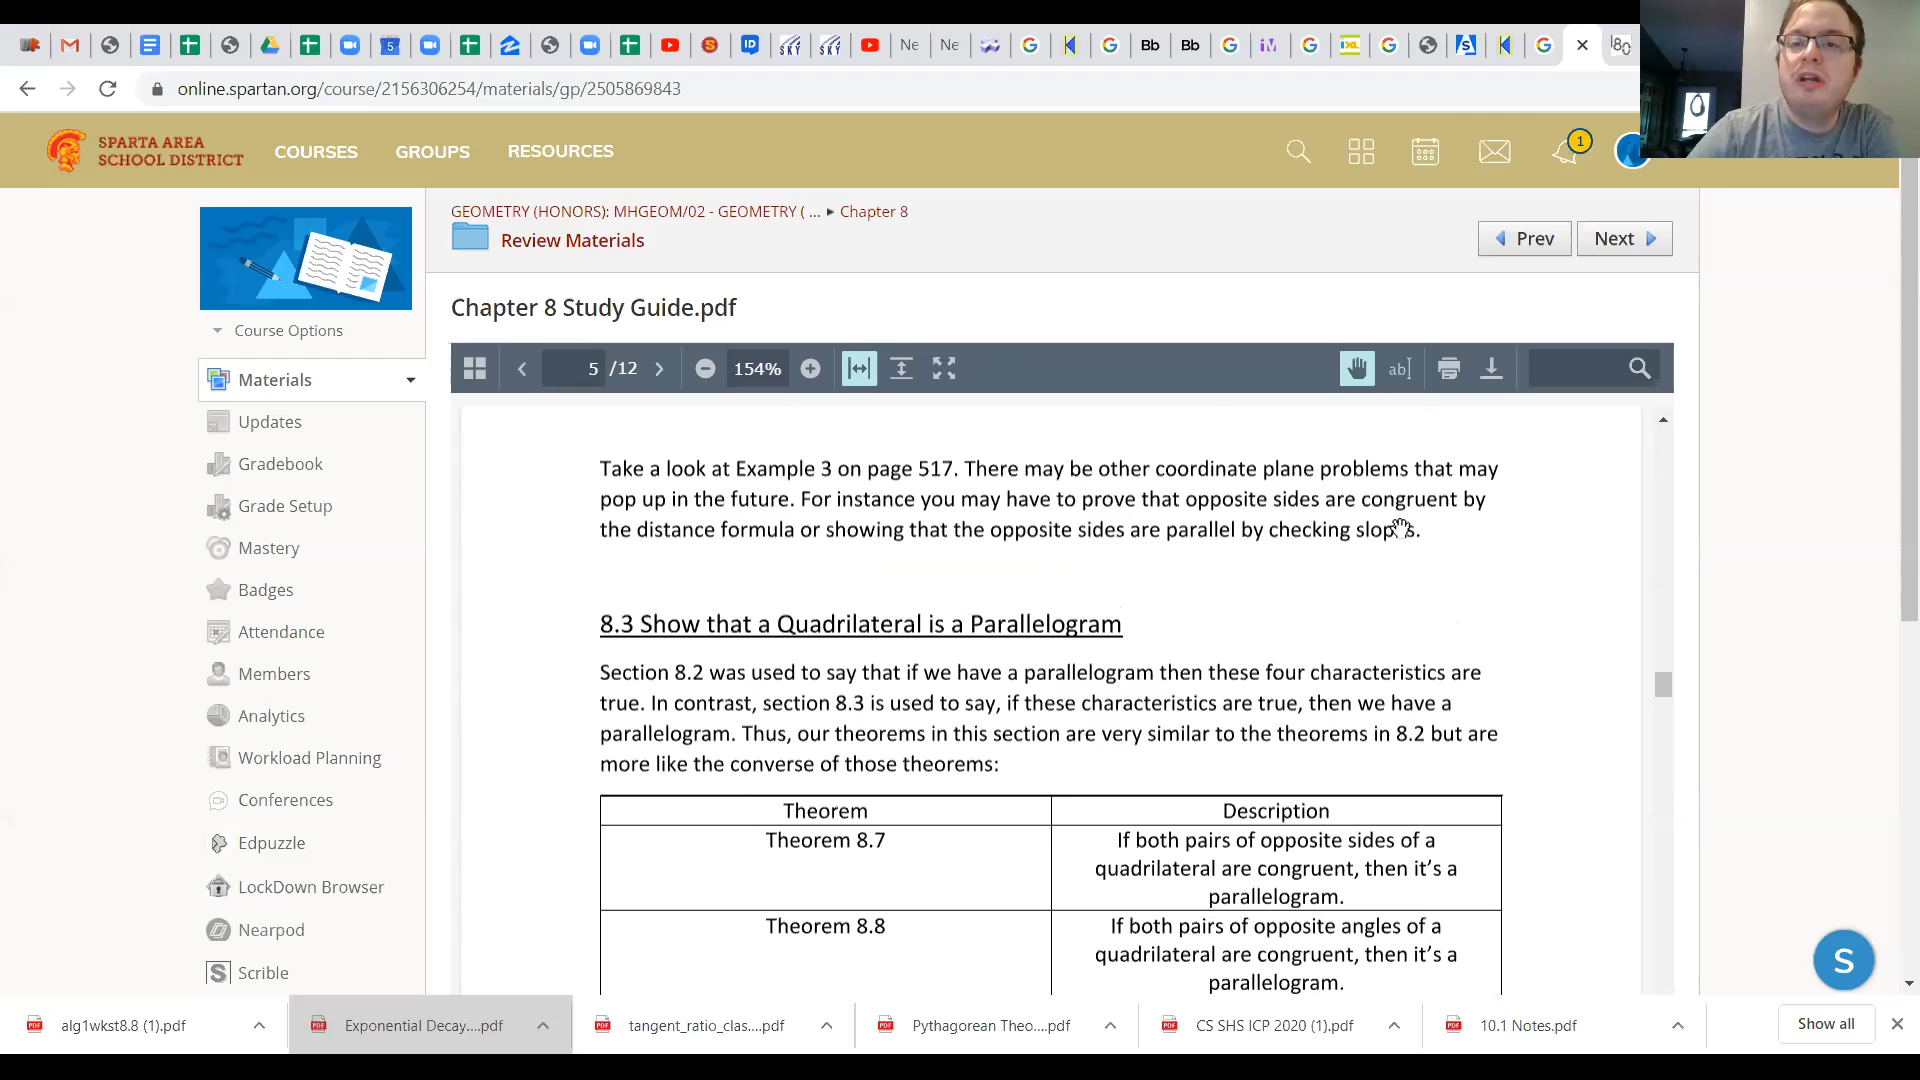 Ne
Ne
Bb
Bb
online.spartan.org/course/2156306254/materials/gp/2505869843
SPARTA AREA
SCHOOL DISTRICT
COURSES
GROUPS
RESOURCES
1
GEOMETRY (HONORS): MHGEOM/02 - GEOMETRY ( ... ▸ Chapter 8
Review Materials
Prev
Next
Chapter 8 Study Guide.pdf
5 /12
154%
ab
Course Options
Materials
Updates
Gradebook
Grade Setup
Mastery
Badges
Attendance
Members
Analytics
Workload Planning
Conferences
Edpuzzle
LockDown Browser
Nearpod
Scrible
Take a look at Example 3 on page 517. There may be other coordinate plane problems that may
pop up in the future. For instance you may have to prove that opposite sides are congruent by
the distance formula or showing that the opposite sides are parallel by checking slopes.
8.3 Show that a Quadrilateral is a Parallelogram
Section 8.2 was used to say that if we have a parallelogram then these four characteristics are
true. In contrast, section 8.3 is used to say, if these characteristics are true, then we have a
parallelogram. Thus, our theorems in this section are very similar to the theorems in 8.2 but are
more like the converse of those theorems:
Theorem
Description
Theorem 8.7
If both pairs of opposite sides of a
quadrilateral are congruent, then it's a
parallelogram.
Theorem 8.8
If both pairs of opposite angles of a
quadrilateral are congruent, then it's a
parallelogram.
S
alg1wkst8.8 (1).pdf
Exponential Decay....pdf
tangent_ratio_clas....pdf
Pythagorean Theo....pdf
CS SHS ICP 2020 (1).pdf
10.1 Notes.pdf
Show all